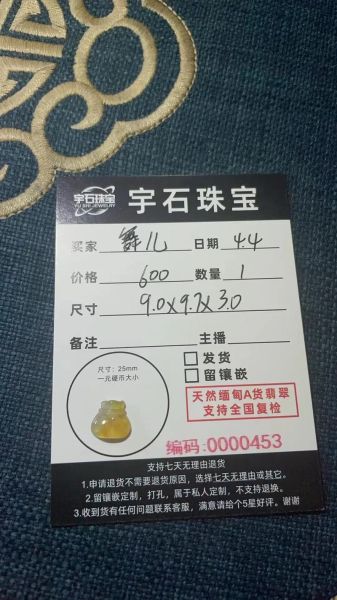 宇石珠宝
YU SHI JEWELRY
宇石珠宝
买家 舞儿 日期 4.4
价格 600 数量 1
尺寸 9.0x9.7x3.0
备注 主播
尺寸：25mm
一元硬币大小
发货
留镶嵌
天然缅甸A货翡翠
支持全国复检
编码:0000453
支持七天无理由退货
1.申请退货不需要退货原因，选择七天无理由或其它。
2.留镶嵌定制，打孔，属于私人定制，不支持退换。
3.收到货有任何问题联系客服，满意请给个5星好评。谢谢